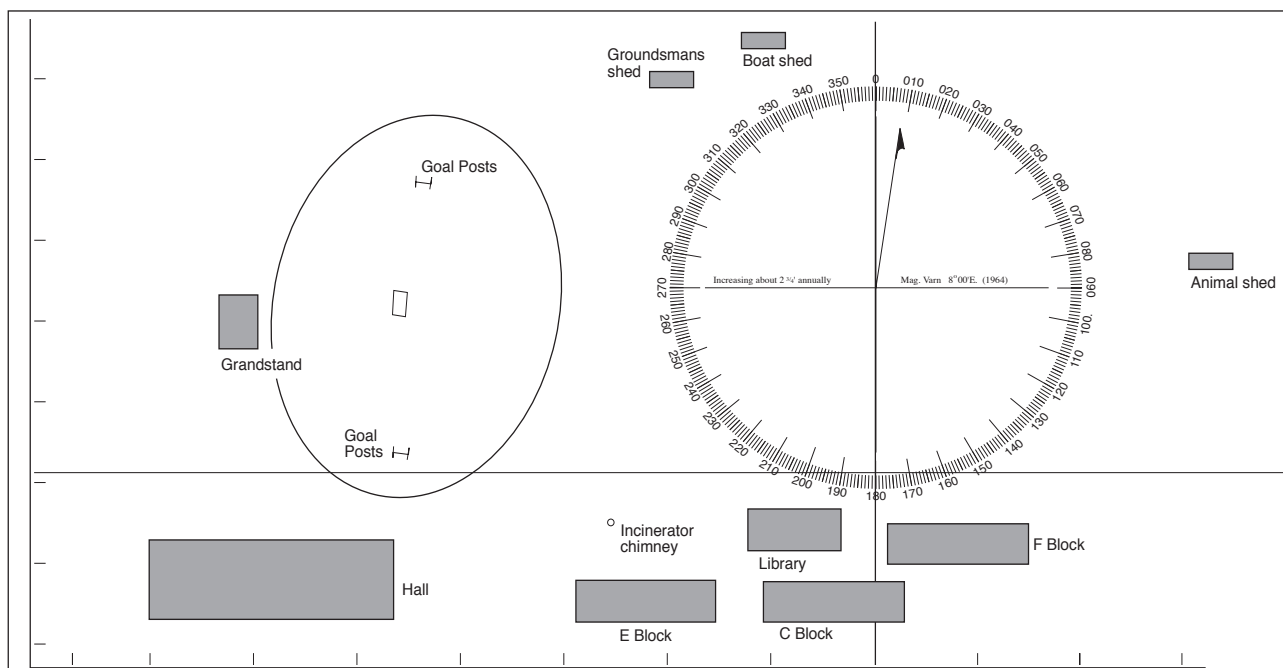 Boat shed
Groundsmans
shed
0
010
020
030
040
050
060
070
080
090
100.
110
120
130
140
150
160
170
180
190
200
210
220
230
240
250
260
270
280
290
300
310
320
330
340
350
Goal Posts
Increasing about 2 ¾' annually
Mag. Varn 8°00'E. (1964)
Animal shed
Grandstand
Goal
Posts
Incinerator
chimney
Library
F Block
Hall
E Block
C Block